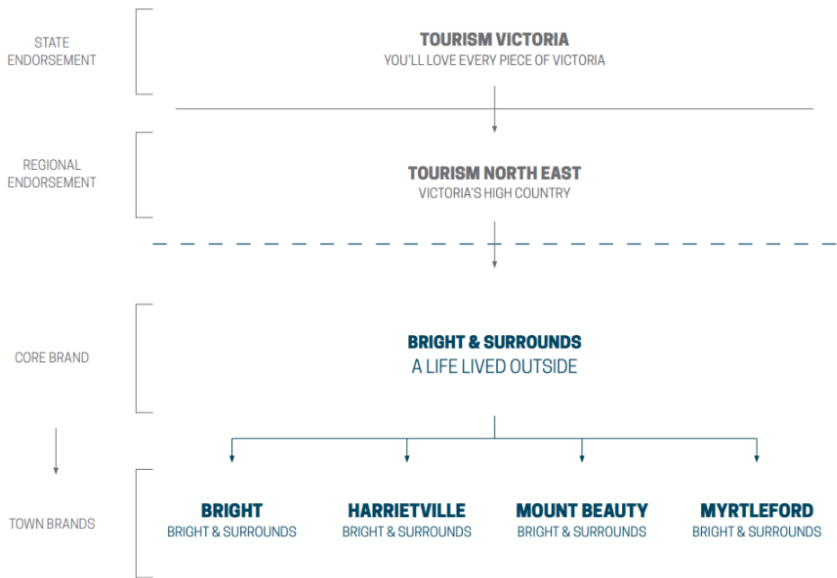 STATE
ENDORSEMENT
TOURISM VICTORIA
YOU'LL LOVE EVERY PIECE OF VICTORIA
REGIONAL
ENDORSEMENT
TOURISM NORTH EAST
VICTORIA'S HIGH COUNTRY
CORE BRAND
BRIGHT & SURROUNDS
A LIFE LIVED OUTSIDE
TOWN BRANDS
BRIGHT
BRIGHT & SURROUNDS
HARRIETVILLE
BRIGHT & SURROUNDS
MOUNT BEAUTY
BRIGHT & SURROUNDS
MYRTLEFORD
BRIGHT & SURROUNDS